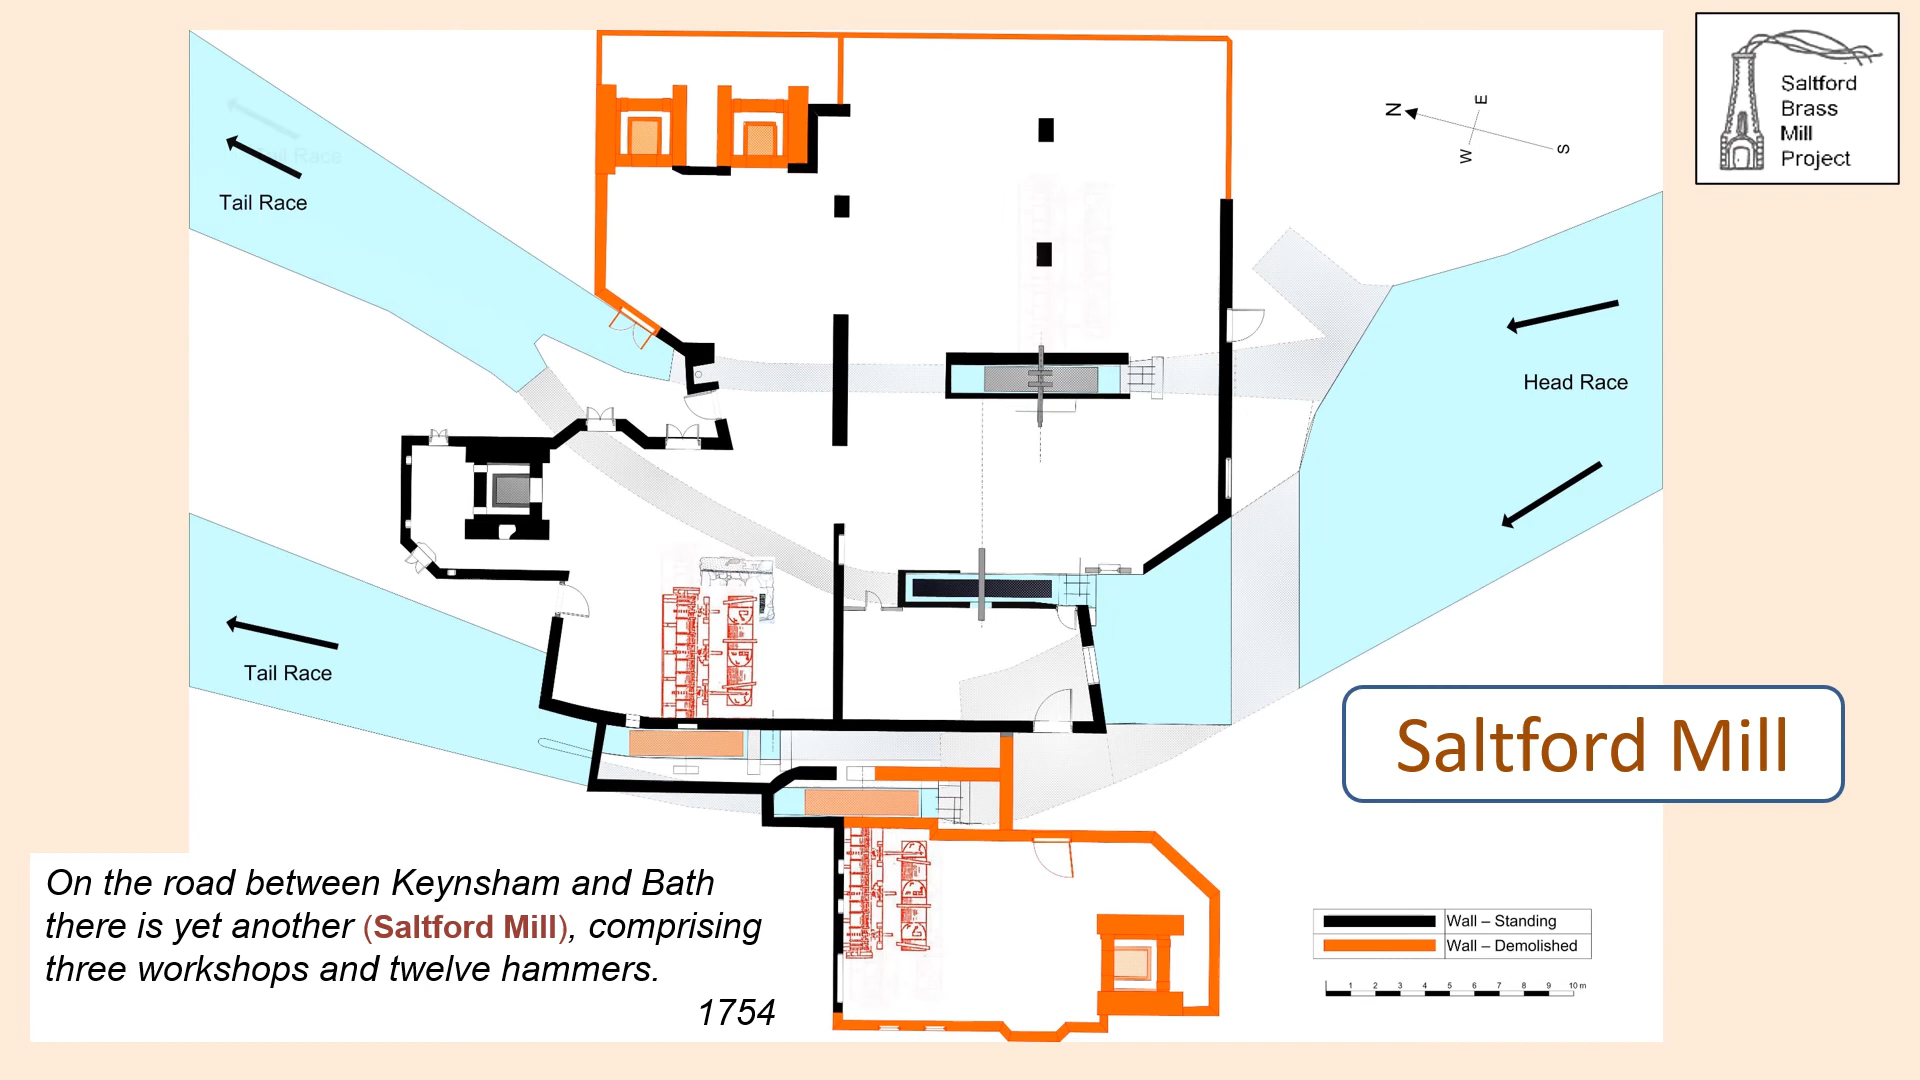 Saltford
Brass
Mill
Project
N
E
W
S
Tail Race
Tail Race
Head Race
Tail Race
Saltford Mill
On the road between Keynsham and Bath
there is yet another (Saltford Mill), comprising
three workshops and twelve hammers.
1754
Wall – Standing
Wall – Demolished
1 2 3 4 5 6 7 8 9 10 m